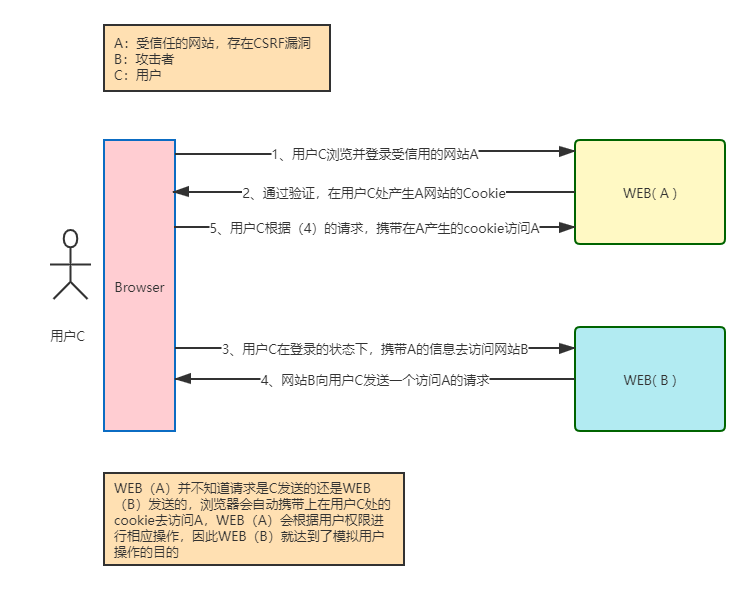 A：受信任的网站，存在CSRF漏洞
B：攻击者
C：用户
1、用户C浏览并登录受信用的网站A
2、通过验证，在用户C处产生A网站的Cookie
WEB( A )
5、用户C根据（4）的请求，携带在A产生的cookie访问A
Browser
用户C
3、用户C在登录的状态下，携带A的信息去访问网站B
4、网站B向用户C发送一个访问A的请求
WEB( B )
WEB（A）并不知道请求是C发送的还是WEB
（B）发送的，浏览器会自动携带上在用户C处的
cookie去访问A，WEB（A）会根据用户权限进
行相应操作，因此WEB（B）就达到了模拟用户
操作的目的